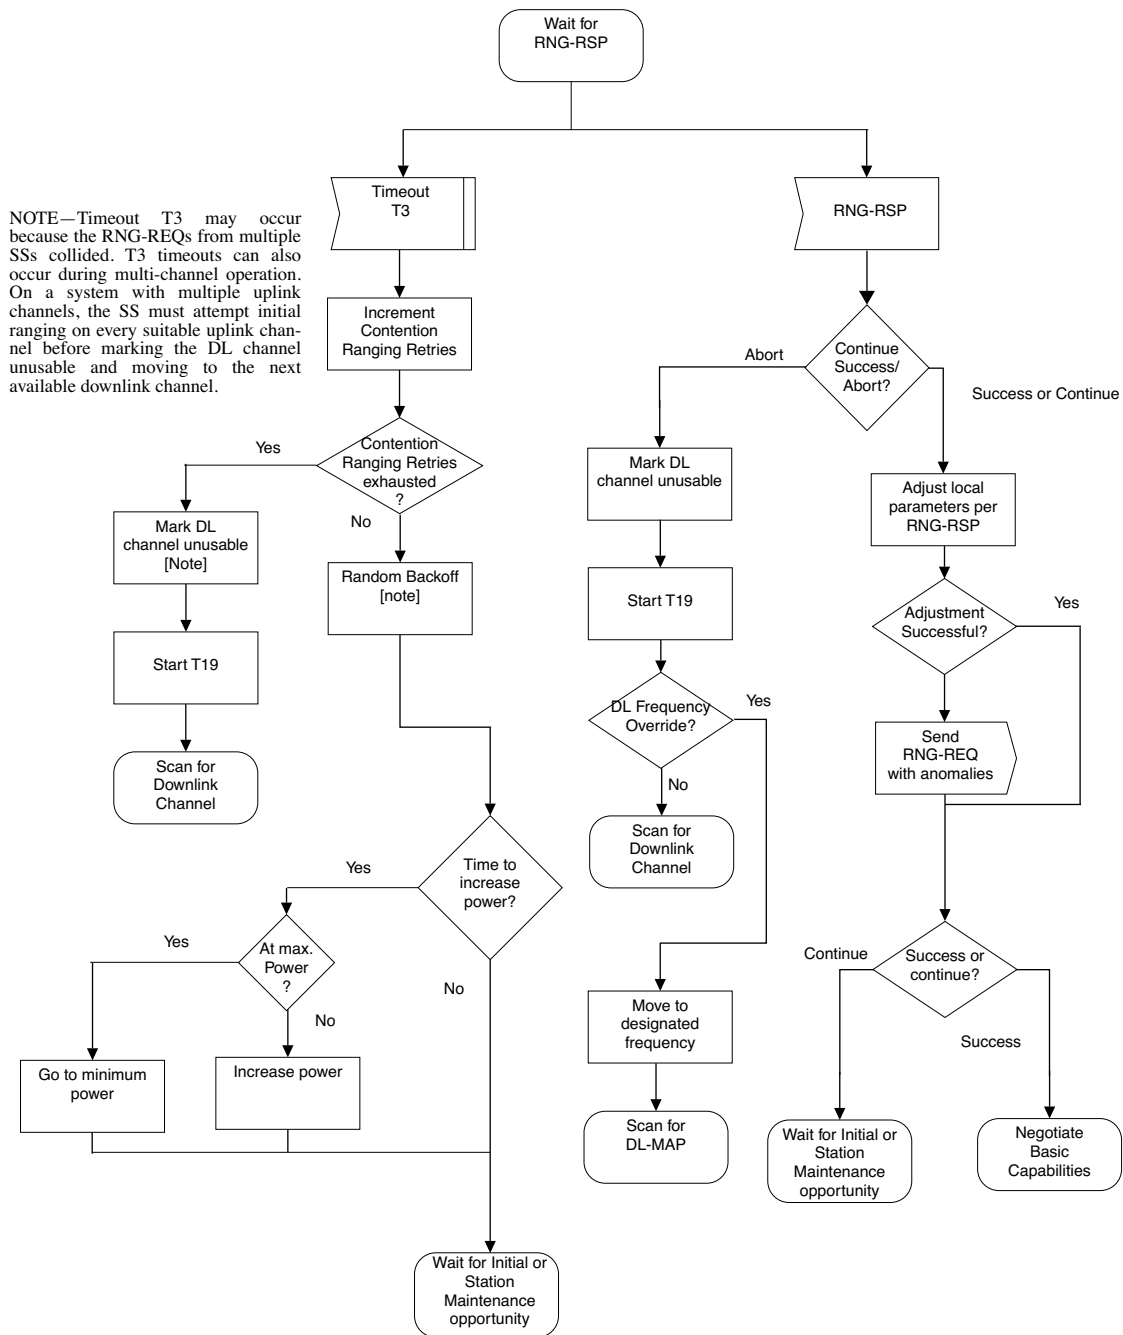 Wait for
RNG-RSP
Timeout
T3
RNG-RSP
NOTE—Timeout T3 may occur
because the RNG-REQs from multiple
SSs collided. T3 timeouts can also
occur during multi-channel operation.
On a system with multiple uplink
channels, the SS must attempt initial
ranging on every suitable uplink chan-
nel before marking the DL channel
unusable and moving to the next
available downlink channel.
Increment
Contention
Ranging Retries
Contention
Ranging Retries
exhausted
?
Yes
No
Mark DL
channel unusable
[Note]
Start T19
Scan for
Downlink
Channel
Random Backoff
[note]
Time to
increase
power?
Yes
No
At max.
Power
?
Yes
No
Go to minimum
power
Increase power
Wait for Initial or
Station
Maintenance
opportunity
Continue
Success/
Abort?
Abort
Success or Continue
Mark DL
channel unusable
Start T19
DL Frequency
Override?
Yes
No
Scan for
Downlink
Channel
Move to
designated
frequency
Scan for
DL-MAP
Adjust local
parameters per
RNG-RSP
Adjustment
Successful?
Yes
Send
RNG-REQ
with anomalies
Success or
continue?
Continue
Success
Wait for Initial or
Station
Maintenance
opportunity
Negotiate
Basic
Capabilities